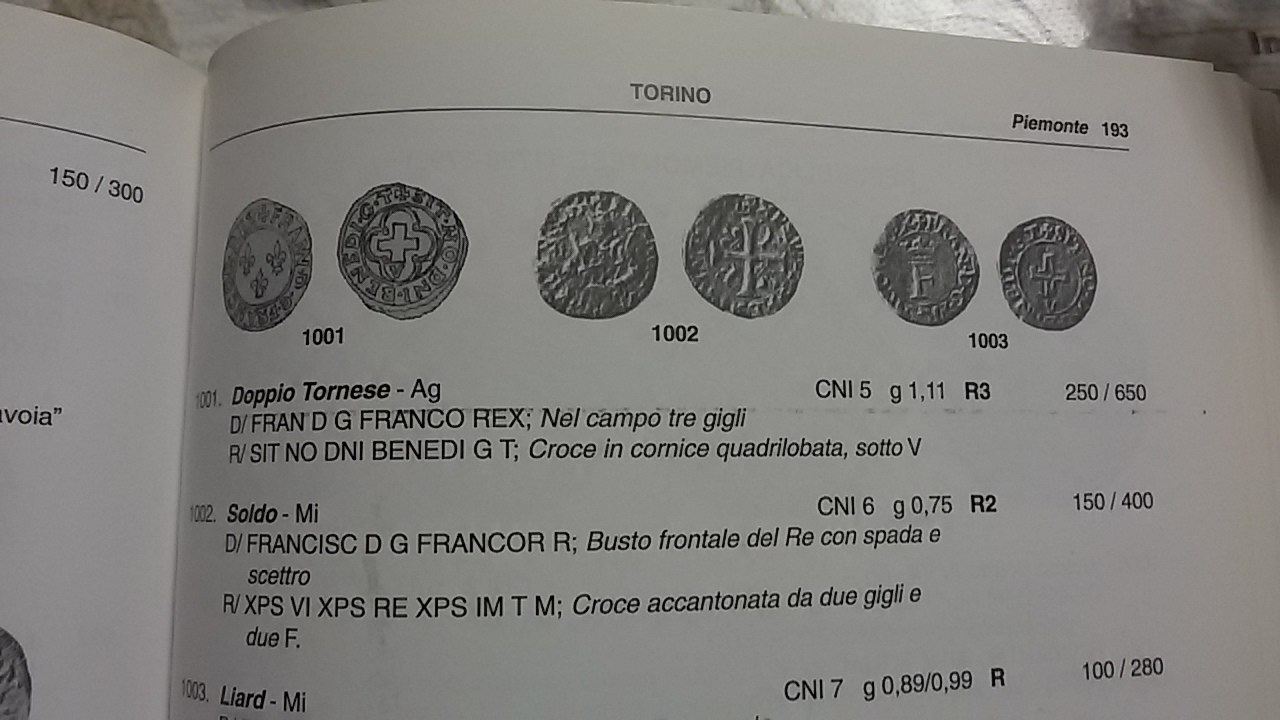 150 / 300
avoia”
TORINO
Piemonte 193
1001
1002
1003
1001. Doppio Tornese - Ag CNI 5 g 1,11 R3 250 / 650
D/ FRAN D G FRANCO REX; Nel campo tre gigli
R/ SIT NO DNI BENEDI G T; Croce in cornice quadrilobata, sotto V
1002. Soldo - Mi CNI 6 g 0,75 R2 150 / 400
D/ FRANCISC D G FRANCOR R; Busto frontale del Re con spada e
scettro
R/ XPS VI XPS RE XPS IM T M; Croce accantonata da due gigli e
due F.
1003. Liard - Mi CNI 7 g 0,89/0,99 R 100 / 280